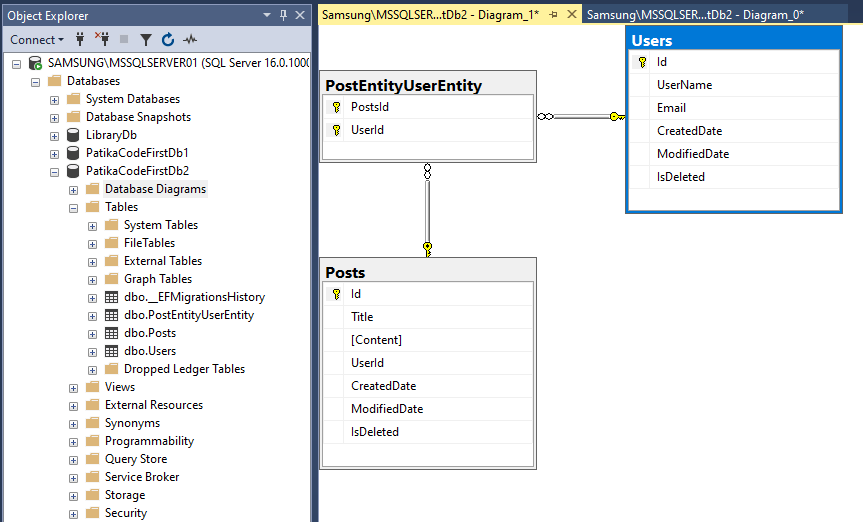 Object Explorer
Connect
SAMSUNG\MSSQLSERVER01 (SQL Server 16.0.1000
Databases
System Databases
Database Snapshots
LibraryDb
PatikaCodeFirstDb1
PatikaCodeFirstDb2
Database Diagrams
Tables
System Tables
FileTables
External Tables
Graph Tables
dbo.__EFMigrationsHistory
dbo.PostEntityUserEntity
dbo.Posts
dbo.Users
Dropped Ledger Tables
Views
External Resources
Synonyms
Programmability
Query Store
Service Broker
Storage
Security
Samsung\MSSQLSER...tDb2 - Diagram_1*
Samsung\MSSQLSER...tDb2 - Diagram_0*
PostEntityUserEntity
PostsId
UserId
Users
Id
UserName
Email
CreatedDate
ModifiedDate
IsDeleted
Posts
Id
Title
[Content]
UserId
CreatedDate
ModifiedDate
IsDeleted